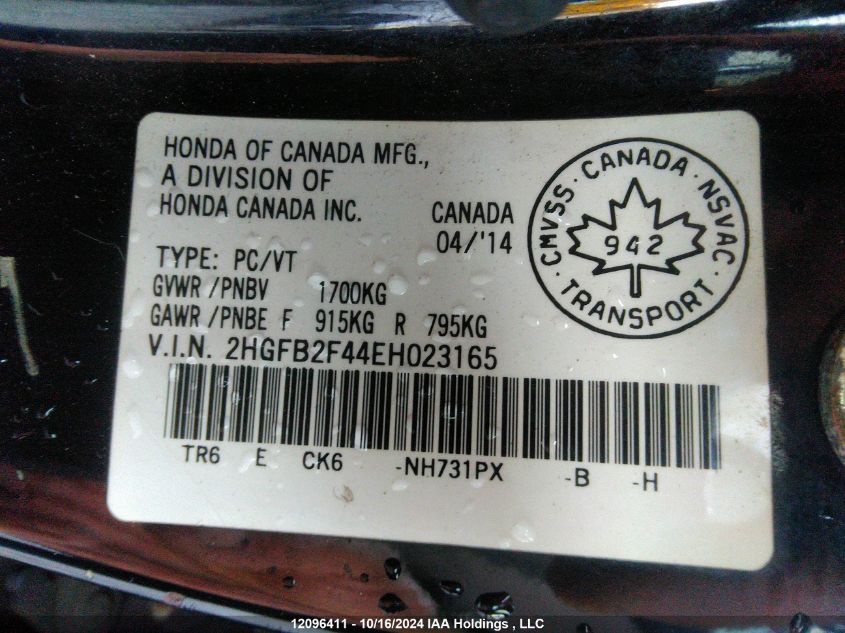 HONDA OF CANADA MFG.,
A DIVISION OF
HONDA CANADA INC.
CANADA
04/'14
TYPE: PC/VT
GVWR /PNBV 1700KG
GAWR /PNBE F 915KG R 795KG
V.I.N. 2HGFB2F44EH023165
TR6 E CK6 -NH731PX -B -H
CMVSS · CANADA · NSVAC · TRANSPORT ·
942
12096411 - 10/16/2024 IAA Holdings , LLC